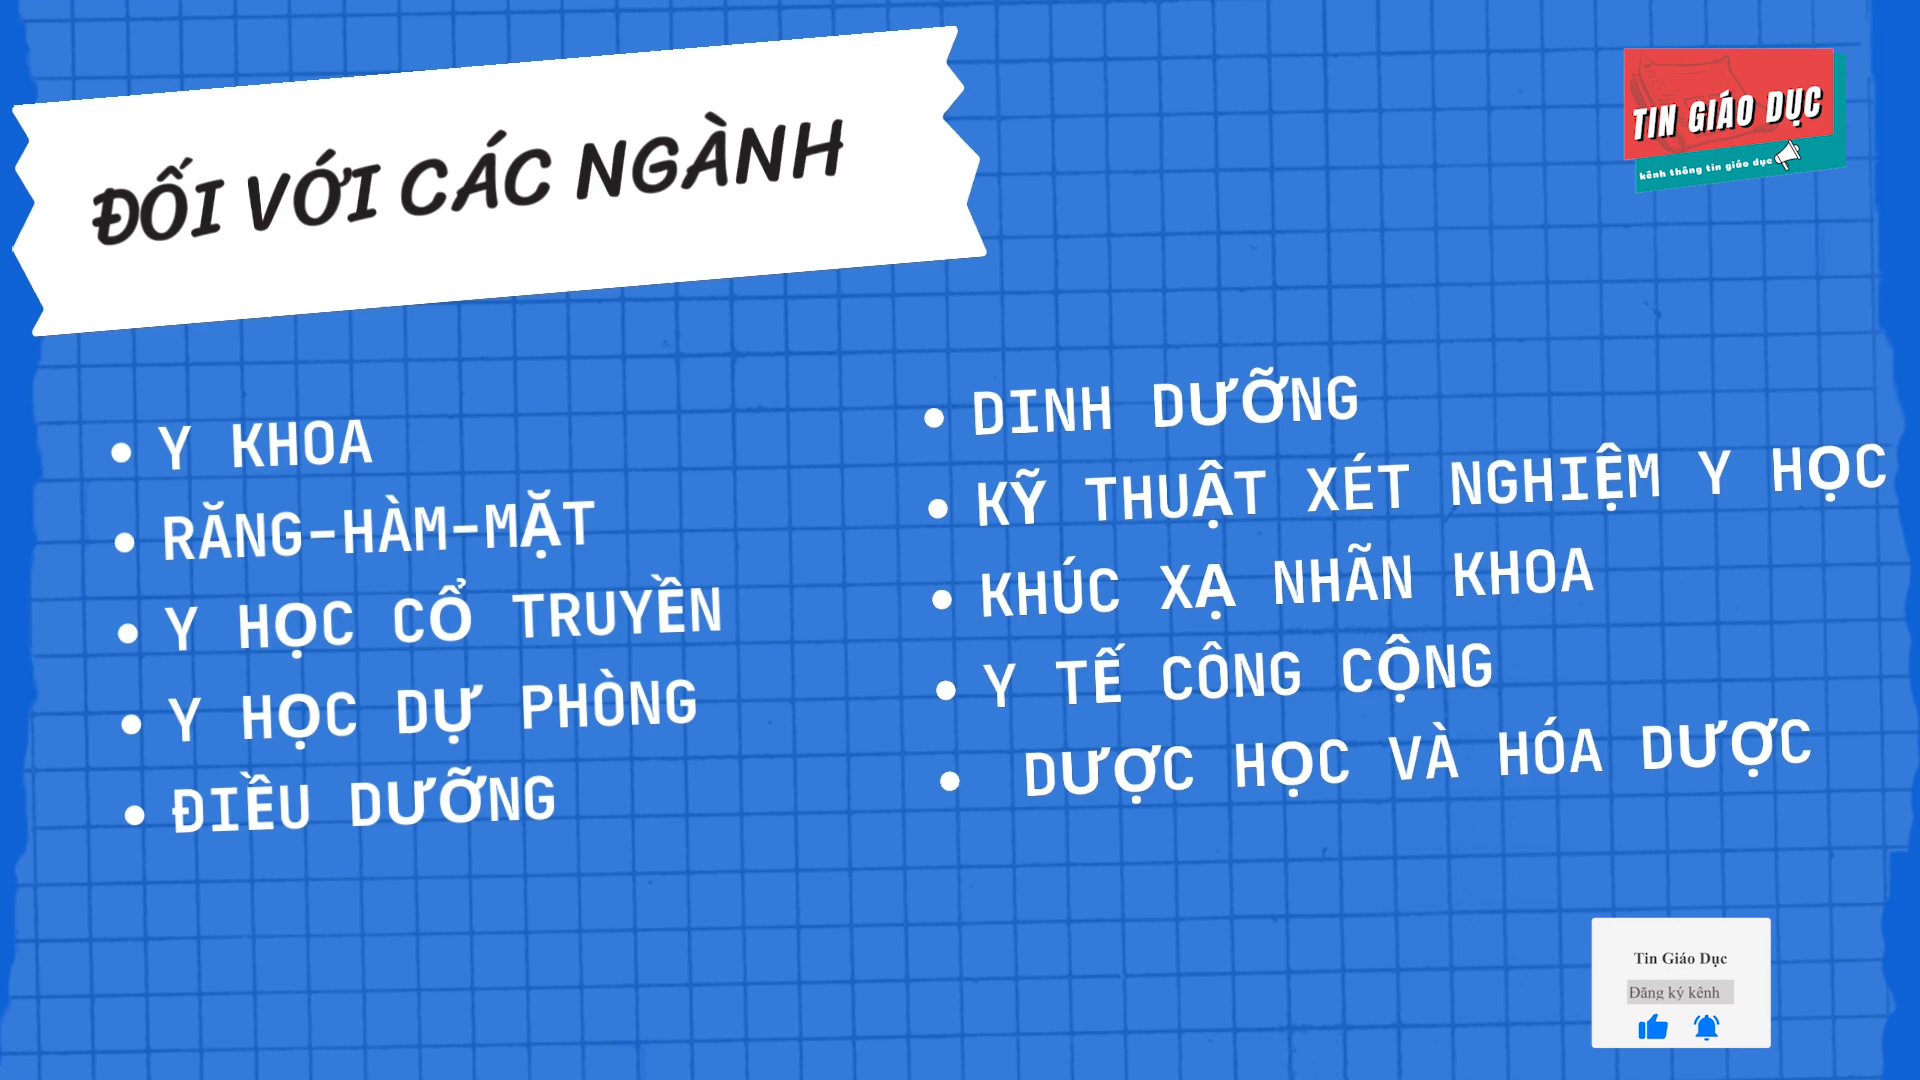 ĐỐI VỚI CÁC NGÀNH
TIN GIÁO DỤC
kênh thông tin giáo dục
Y KHOA
RĂNG-HÀM-MẶT
Y HỌC CỔ TRUYỀN
Y HỌC DỰ PHÒNG
ĐIỀU DƯỠNG
DINH DƯỠNG
KỸ THUẬT XÉT NGHIỆM Y HỌC
KHÚC XẠ NHÃN KHOA
Y TẾ CÔNG CỘNG
DƯỢC HỌC VÀ HÓA DƯỢC
Tin Giáo Dục
Đăng ký kênh